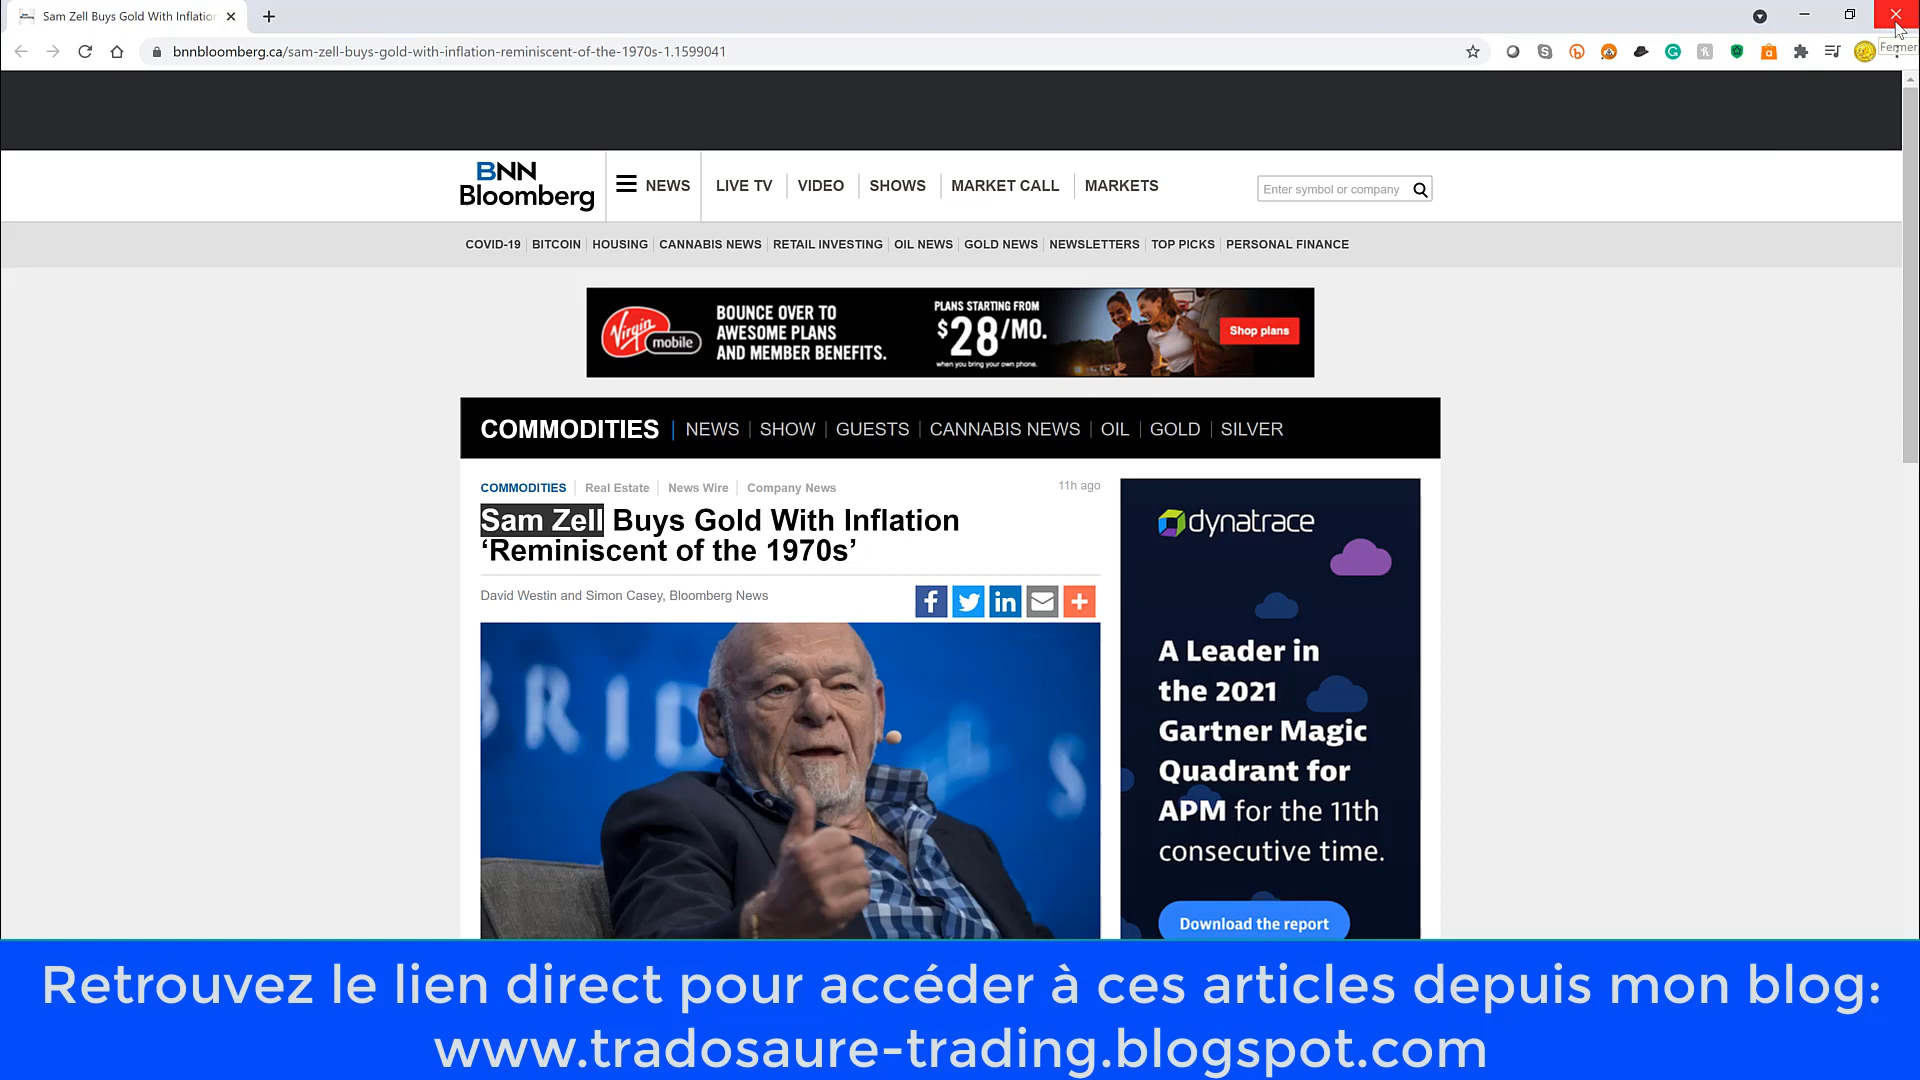 Sam Zell Buys Gold With Inflatio
bnnbloomberg.ca/sam-zell-buys-gold-with-inflation-reminiscent-of-the-1970s-1.1599041
Fermer
BNN
Bloomberg
NEWS
LIVE TV
VIDEO
SHOWS
MARKET CALL
MARKETS
Enter symbol or company
COVID-19
BITCOIN
HOUSING
CANNABIS NEWS
RETAIL INVESTING
OIL NEWS
GOLD NEWS
NEWSLETTERS
TOP PICKS
PERSONAL FINANCE
Virgin
mobile
BOUNCE OVER TO
AWESOME PLANS
AND MEMBER BENEFITS.
PLANS STARTING FROM
$28/MO.
when you bring your own phone.
Shop plans
COMMODITIES
NEWS
SHOW
GUESTS
CANNABIS NEWS
OIL
GOLD
SILVER
COMMODITIES
Real Estate
News Wire
Company News
11h ago
Sam Zell Buys Gold With Inflation
‘Reminiscent of the 1970s’
David Westin and Simon Casey, Bloomberg News
BRID
S
dynatrace
A Leader in
the 2021
Gartner Magic
Quadrant for
APM for the 11th
consecutive time.
Download the report
Retrouvez le lien direct pour accéder à ces articles depuis mon blog:
www.tradosaure-trading.blogspot.com